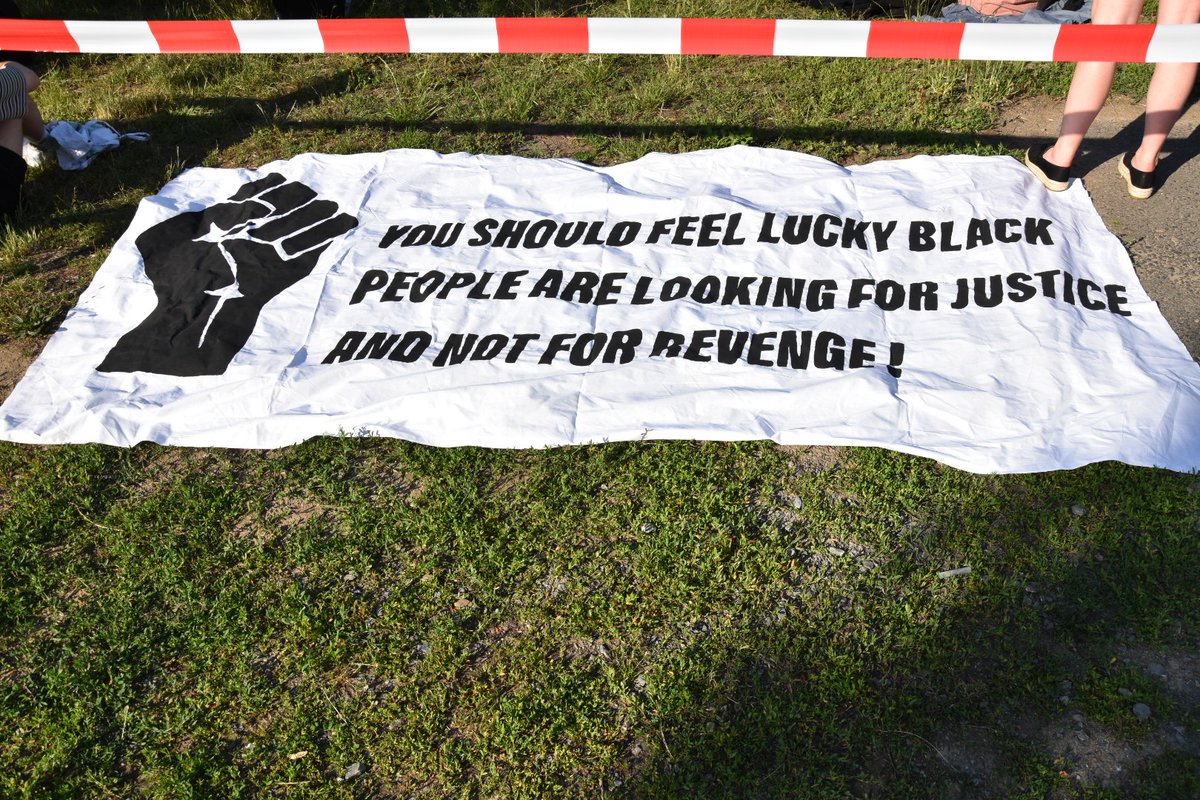 YOU SHOULD FEEL LUCKY BLACK
PEOPLE ARE LOOKING FOR JUSTICE
AND NOT FOR REVENGE!